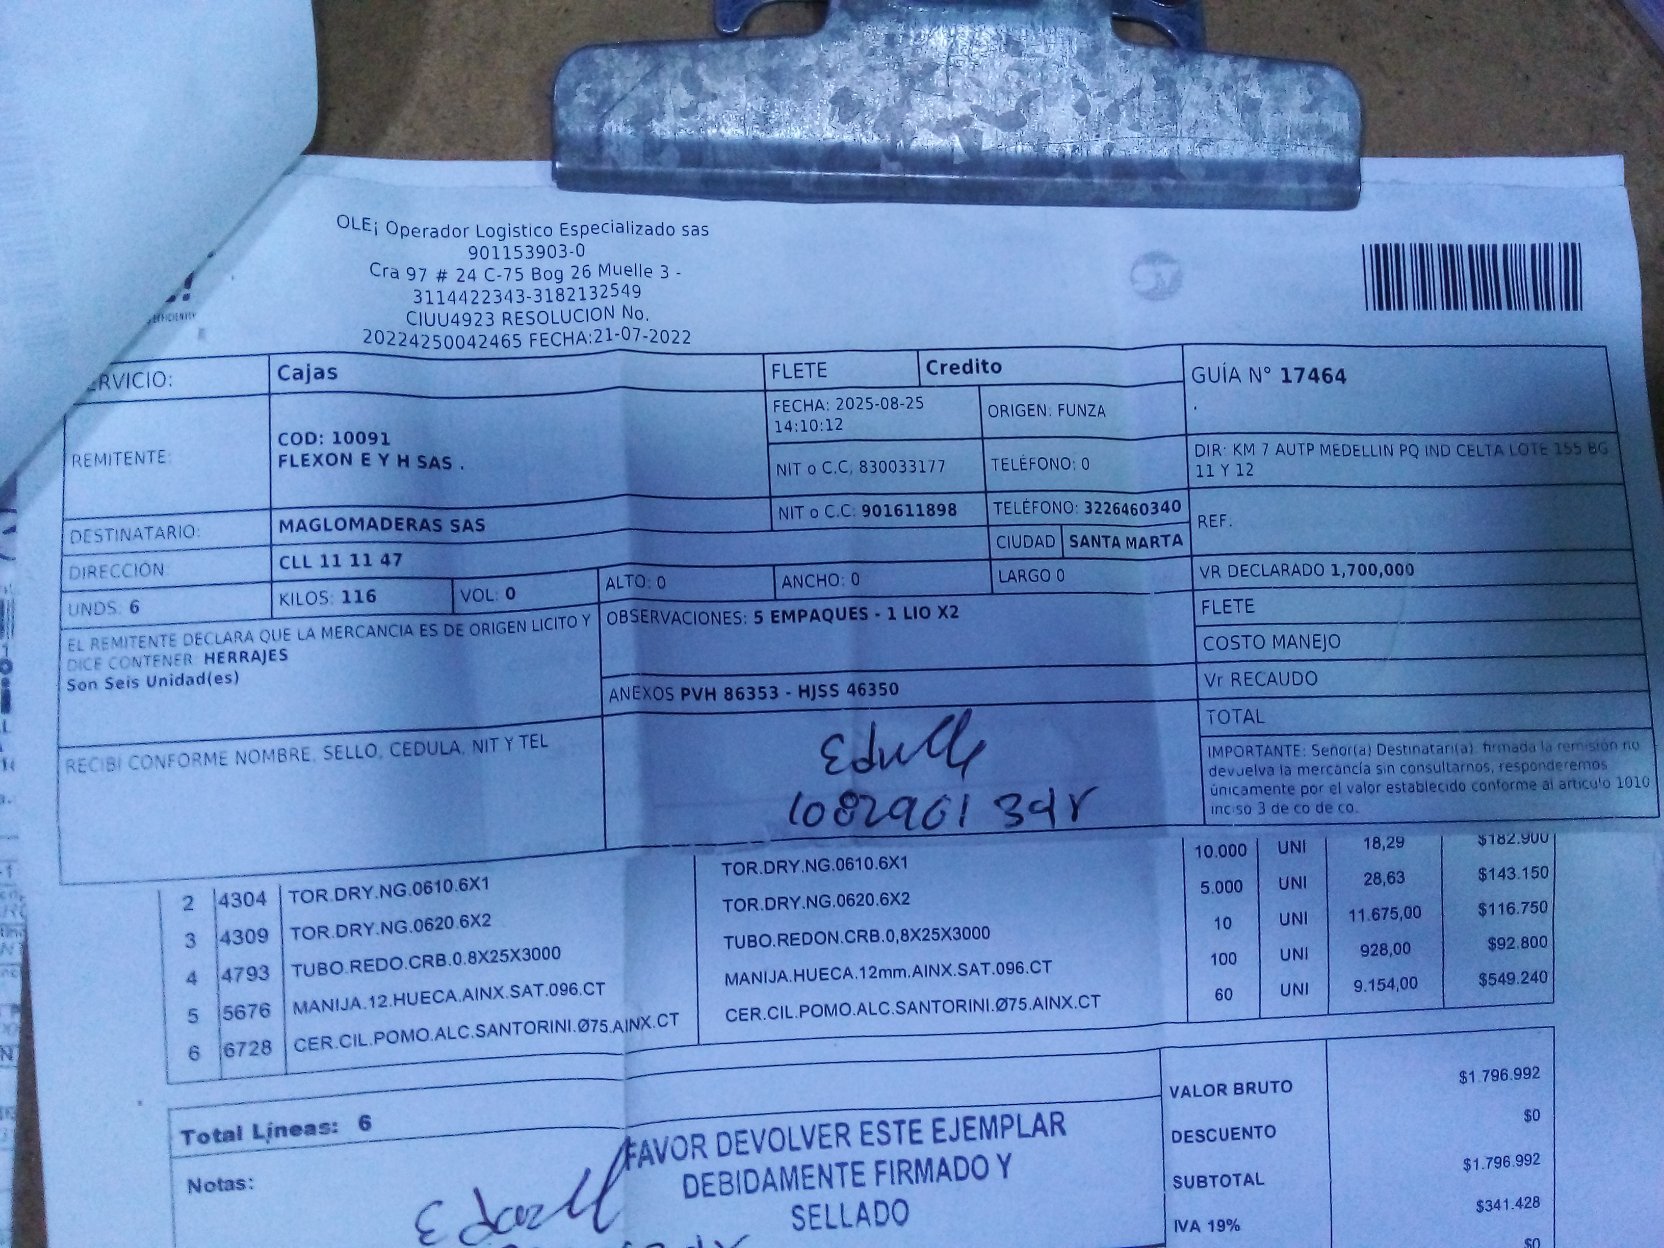 OLE¡ Operador Logistico Especializado sas
901153903-0
Cra 97 # 24 C-75 Bog 26 Muelle 3 -
3114422343-3182132549
CIUU4923 RESOLUCION No.
20224250042465 FECHA:21-07-2022
RVICIO: Cajas FLETE Credito GUÍA N° 17464
REMITENTE: COD: 10091
FLEXON E Y H SAS .
FECHA: 2025-08-25
14:10:12
ORIGEN: FUNZA
.
NIT o C.C, 830033177 TELÉFONO: 0
DIR: KM 7 AUTP MEDELLIN PQ IND CELTA LOTE 155 BG
11 Y 12
DESTINATARIO: MAGLOMADERAS SAS NIT o C.C: 901611898 TELÉFONO: 3226460340
REF.
DIRECCIÓN CLL 11 11 47 CIUDAD SANTA MARTA
UNDS: 6 KILOS: 116 VOL: 0 ALTO: 0 ANCHO: 0 LARGO 0 VR DECLARADO 1,700,000
EL REMITENTE DECLARA QUE LA MERCANCIA ES DE ORIGEN LICITO Y
DICE CONTENER: HERRAJES
Son Seis Unidad(es)
OBSERVACIONES: 5 EMPAQUES - 1 LIO X2
FLETE
COSTO MANEJO
ANEXOS PVH 86353 - HJSS 46350
Vr RECAUDO
TOTAL
RECIBI CONFORME NOMBRE, SELLO, CEDULA, NIT Y TEL
IMPORTANTE: Señor(a) Destinatari(a), firmada la remisión no
devuelva la mercancía sin consultarnos, responderemos
únicamente por el valor establecido conforme al articulo 1010
inciso 3 de co de co.
TOR.DRY.NG.0610.6X1 10.000 UNI 18,29 $182.900
2 4304 TOR.DRY.NG.0610.6X1
TOR.DRY.NG.0620.6X2 5.000 UNI 28,63 $143.150
3 4309 TOR.DRY.NG.0620.6X2
TUBO.REDON.CRB.0,8X25X3000 10 UNI 11.675,00 $116.750
4 4793 TUBO.REDO.CRB.0.8X25X3000
MANIJA.HUECA.12mm.AINX.SAT.096.CT 100 UNI 928,00 $92.800
5 5676 MANIJA.12.HUECA.AINX.SAT.096.CT
CER.CIL.POMO.ALC.SANTORINI.Ø75.AINX.CT 60 UNI 9.154,00 $549.240
6 6728 CER.CIL.POMO.ALC.SANTORINI.Ø75.AINX.CT
Total Líneas: 6
VALOR BRUTO $1.796.992
DESCUENTO $0
SUBTOTAL $1.796.992
IVA 19% $341.428
$0
Notas:
FAVOR DEVOLVER ESTE EJEMPLAR
DEBIDAMENTE FIRMADO Y
SELLADO